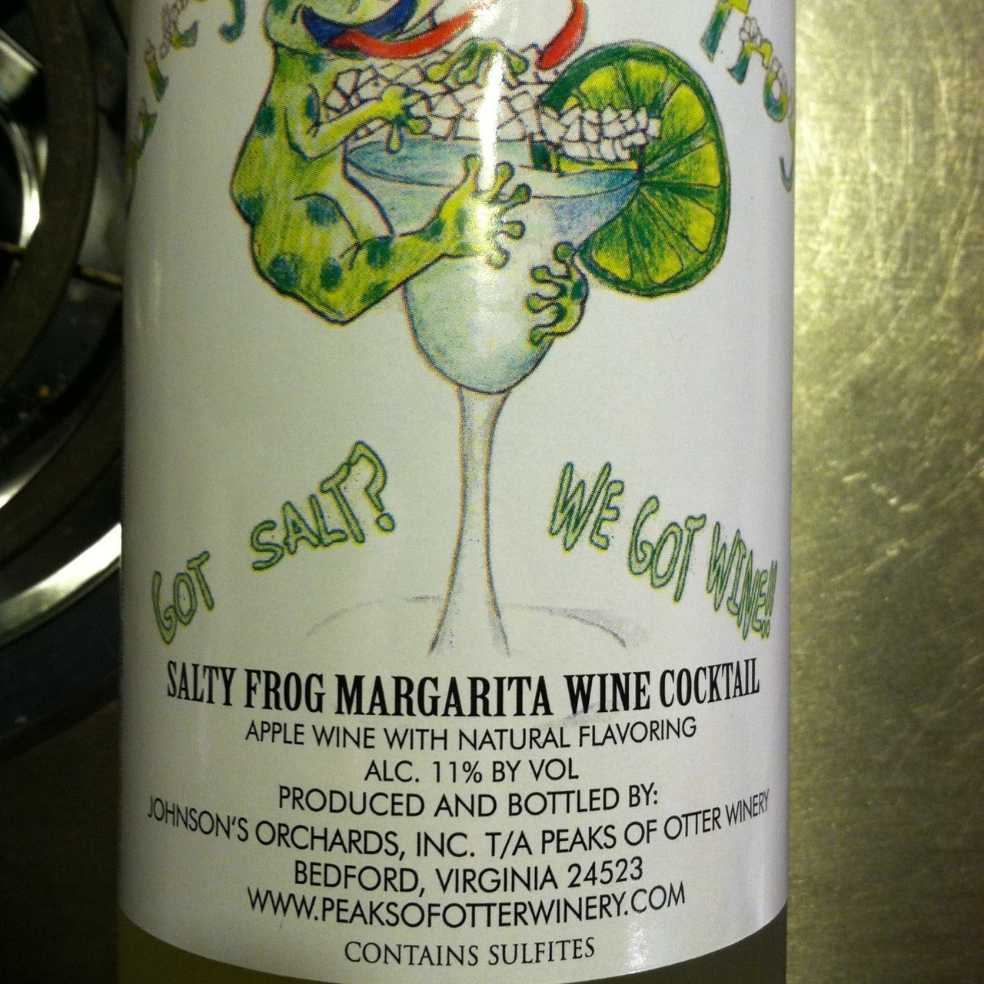 GOT SALT?
WE GOT WINE!!
SALTY FROG MARGARITA WINE COCKTAIL
APPLE WINE WITH NATURAL FLAVORING
ALC. 11% BY VOL
PRODUCED AND BOTTLED BY:
JOHNSON'S ORCHARDS, INC. T/A PEAKS OF OTTER WINERY
BEDFORD, VIRGINIA 24523
WWW.PEAKSOFOTTERWINERY.COM
CONTAINS SULFITES